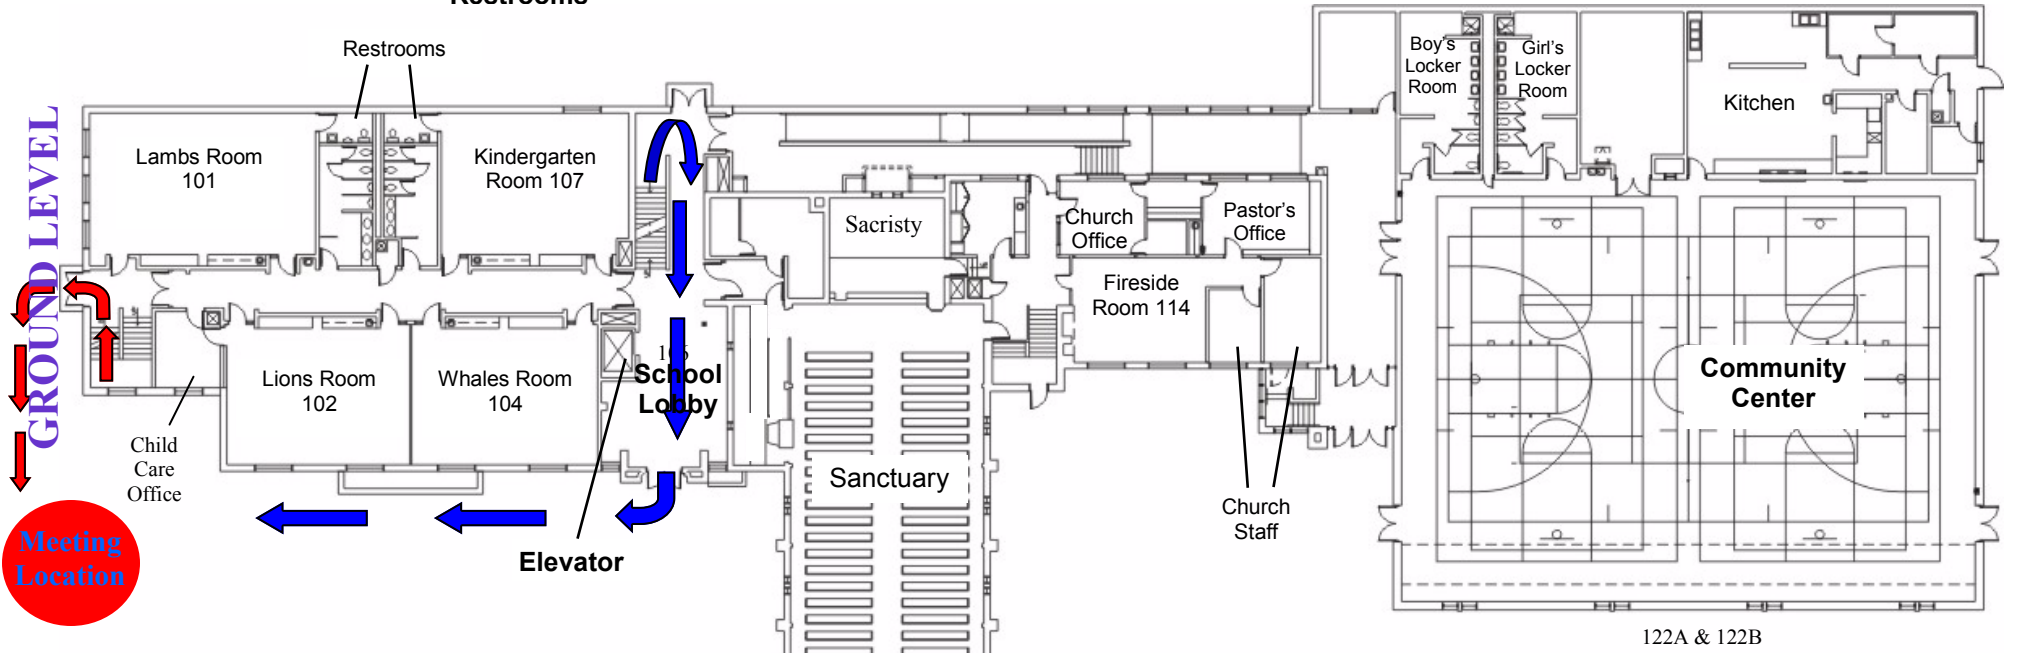 Restrooms
Restrooms
GROUND LEVEL
Lambs Room
101
Kindergarten
Room 107
Boy's
Locker
Room
Girl's
Locker
Room
Kitchen
Sacristy
Church
Office
Pastor's
Office
Fireside
Room 114
Lions Room
102
Whales Room
104
School
Lobby
Community
Center
Child
Care
Office
Sanctuary
Church
Staff
Elevator
Meeting
Location
122A & 122B